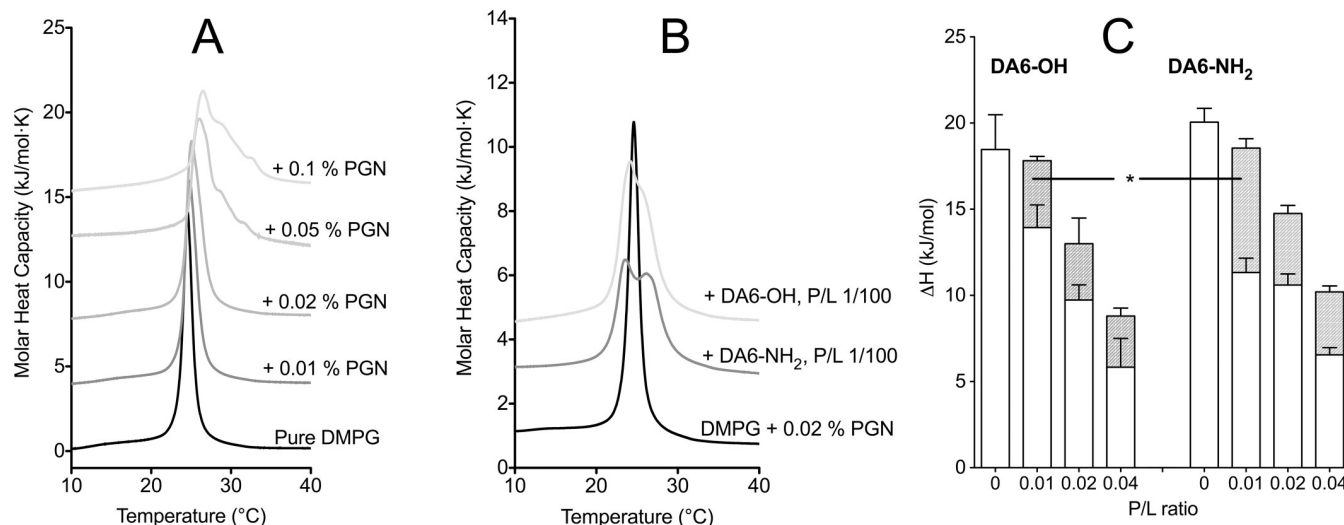 A
Molar Heat Capacity (kJ/mol·K)
25
20
15
10
5
0
+ 0.1 % PGN
+ 0.05 % PGN
+ 0.02 % PGN
+ 0.01 % PGN
Pure DMPG
10 20 30 40
Temperature (°C)
B
Molar Heat Capacity (kJ/mol·K)
14
12
10
8
6
4
2
0
+ DA6-OH, P/L 1/100
+ DA6-NH₂, P/L 1/100
DMPG + 0.02 % PGN
10 20 30 40
Temperature (°C)
C
ΔH (kJ/mol)
25
20
15
10
5
0
DA6-OH DA6-NH₂
*
0 0.01 0.02 0.04 0 0.01 0.02 0.04
P/L ratio